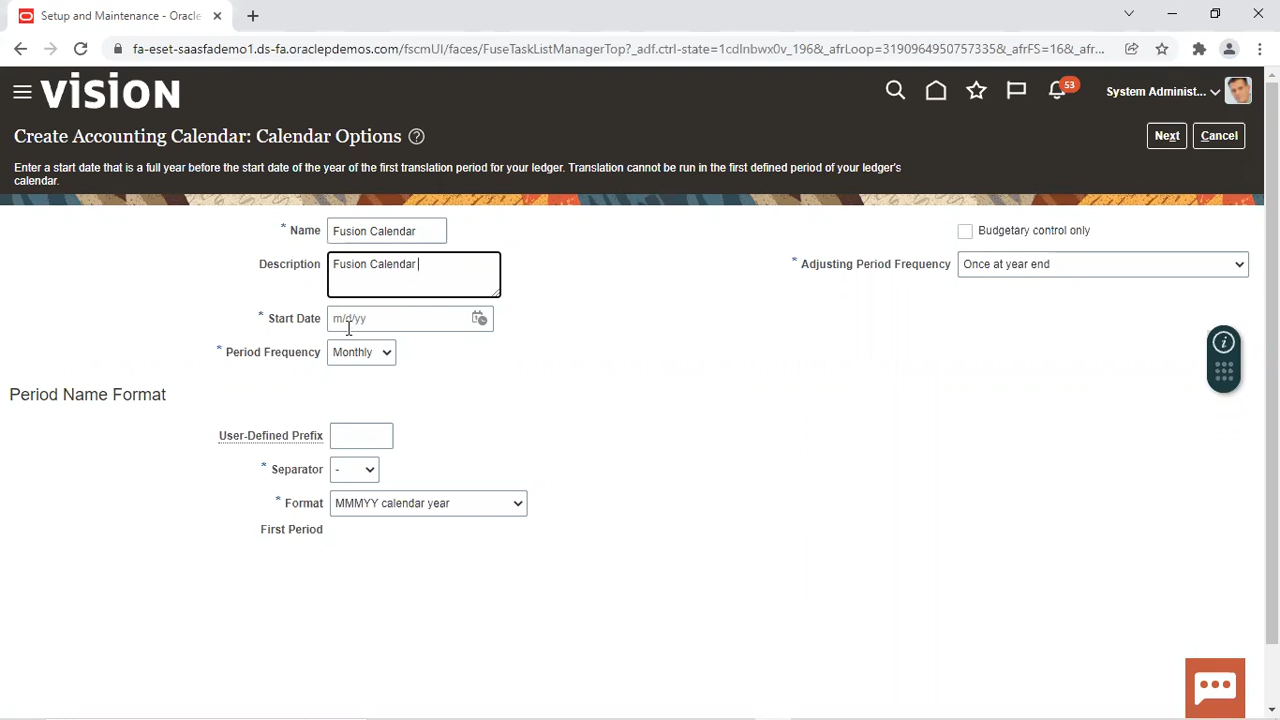 Setup and Maintenance - Oracle
fa-eset-saasfademo1.ds-fa.oraclepdemos.com/fscmUI/faces/FuseTaskListManagerTop?_adf.ctrl-state=1cdlnbwx0v_196&_afrLoop=31909649507573​35&_afrFS=16&_afr...
VISION
53
System Administ...
Create Accounting Calendar: Calendar Options ?
Next Cancel
Enter a start date that is a full year before the start date of the year of the first translation period for your ledger. Translation cannot be run in the first defined period of your ledger's
calendar.
* Name Fusion Calendar
Budgetary control only
Description Fusion Calendar
* Adjusting Period Frequency Once at year end
* Start Date m/d/yy
* Period Frequency Monthly
Period Name Format
User-Defined Prefix
* Separator -
* Format MMMYY calendar year
First Period